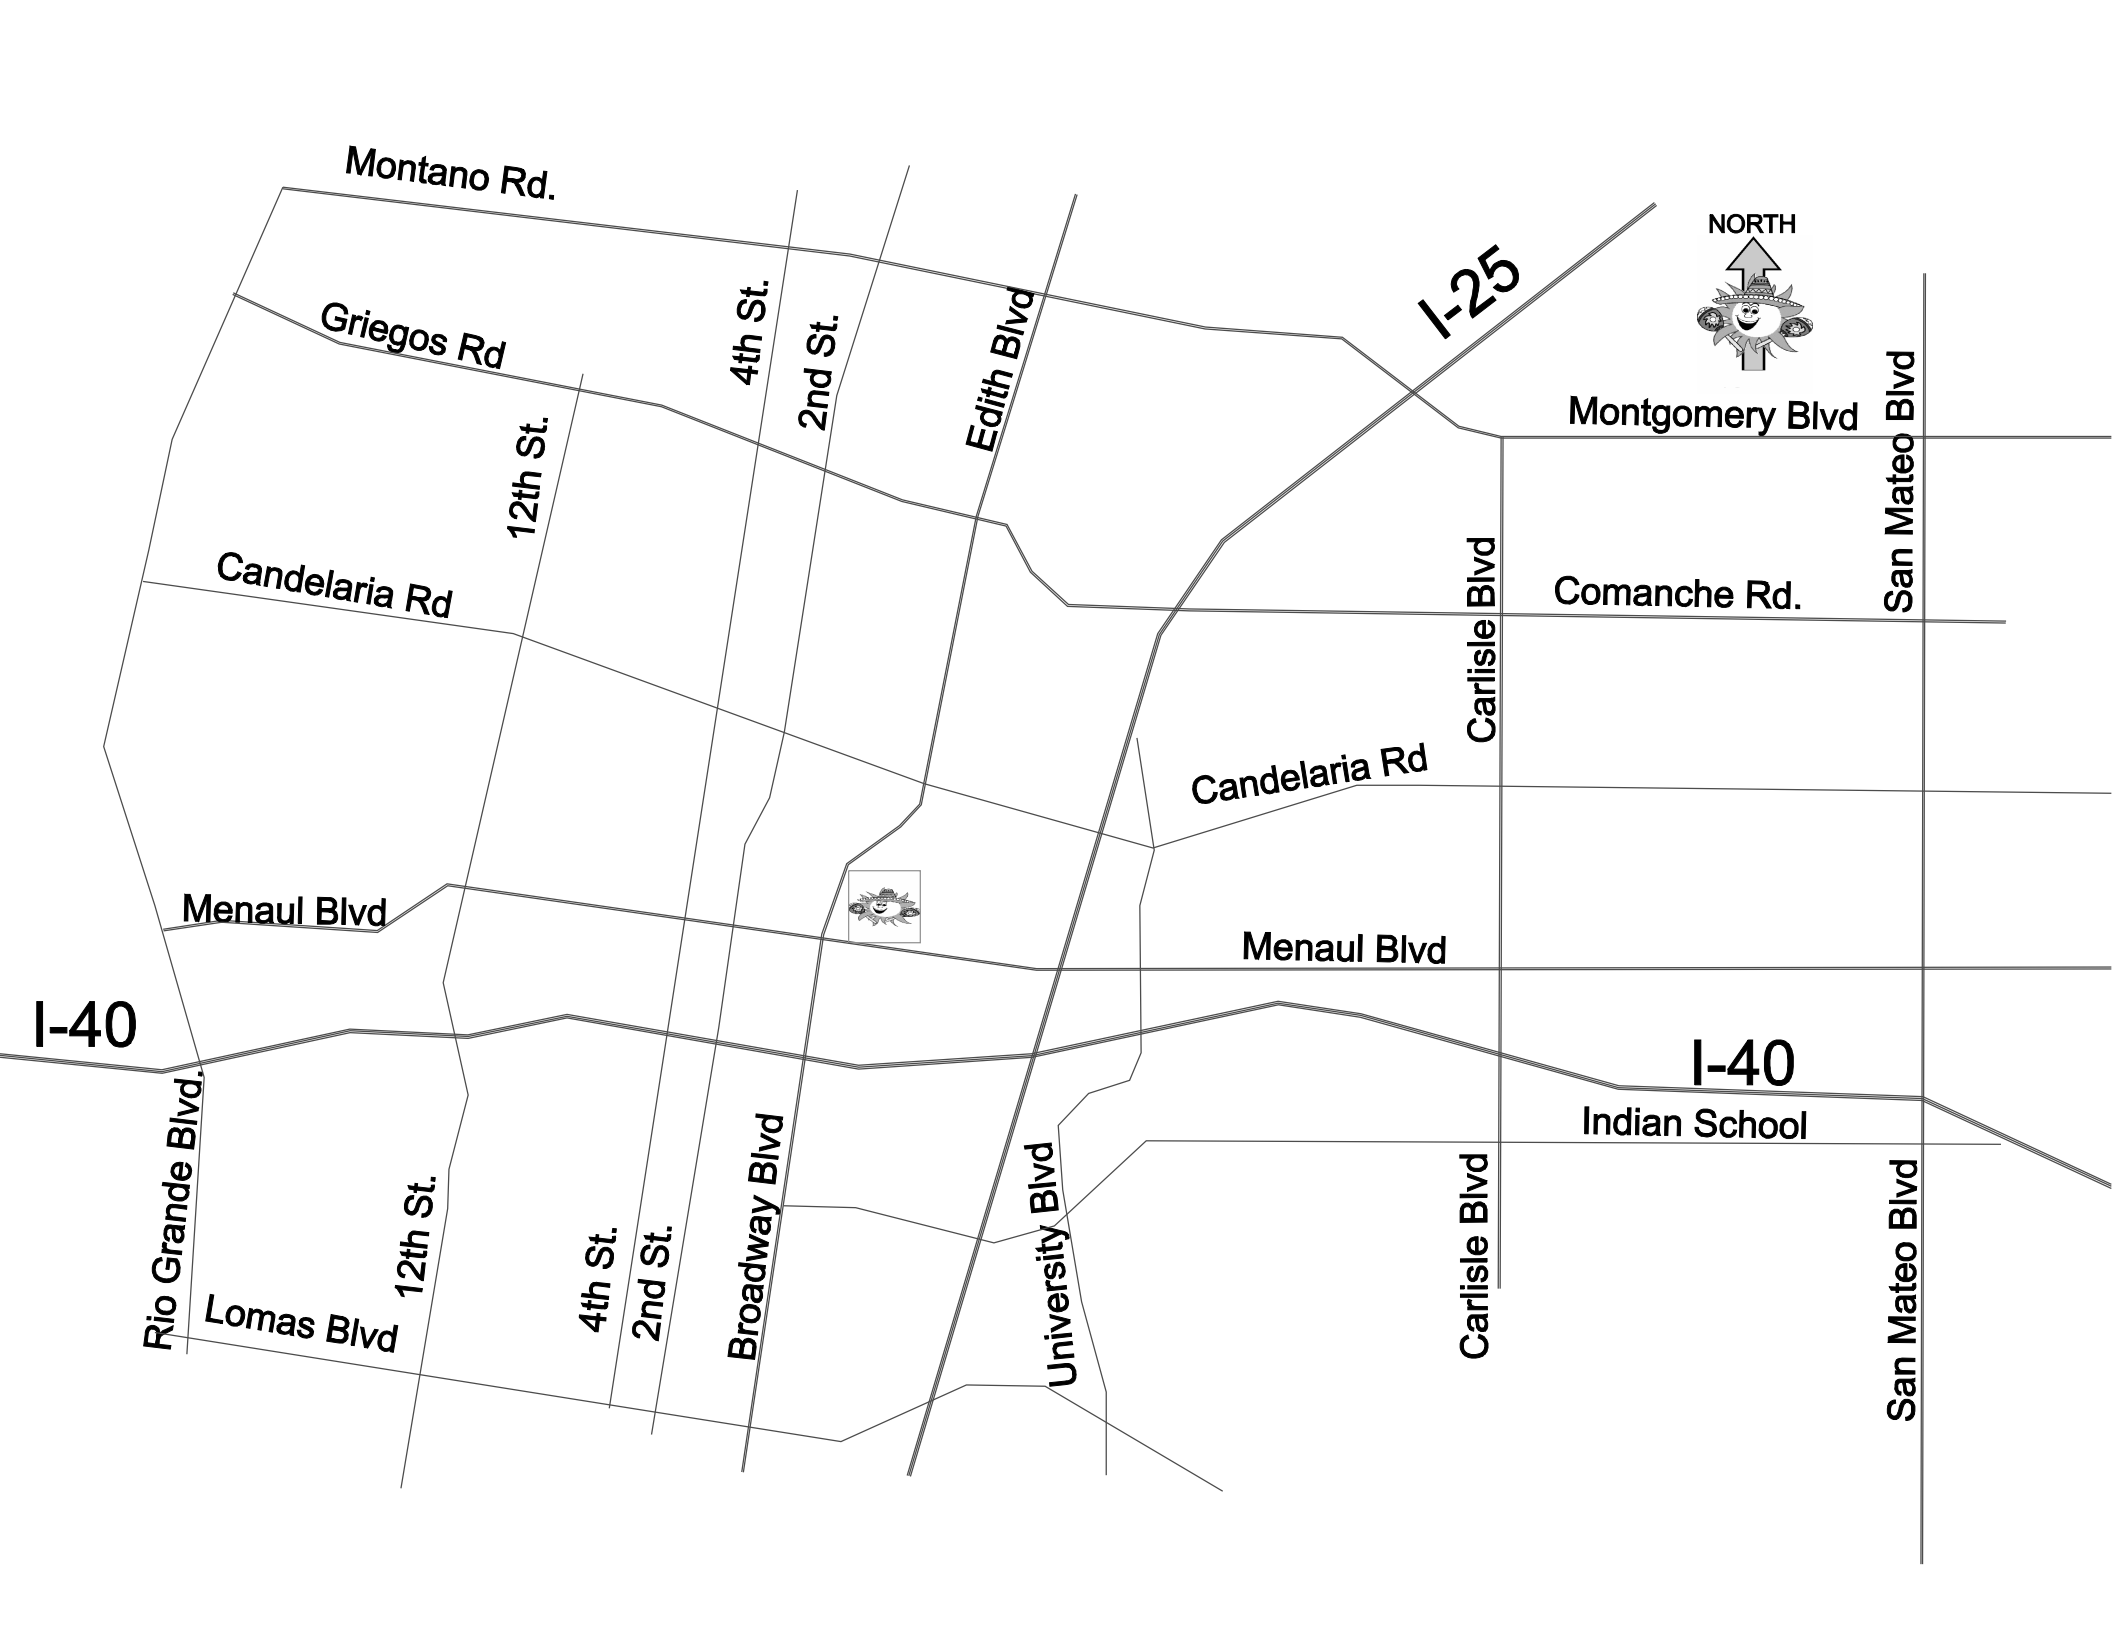 Montano Rd.
NORTH
I-25
4th St.
2nd St.
Edith Blvd
Griegos Rd
San Mateo Blvd
Montgomery Blvd
12th St.
Candelaria Rd
Carlisle Blvd
Comanche Rd.
Candelaria Rd
Menaul Blvd
Menaul Blvd
I-40
I-40
Indian School
Rio Grande Blvd.
12th St.
4th St.
2nd St.
Broadway Blvd
University Blvd
Carlisle Blvd
San Mateo Blvd
Lomas Blvd